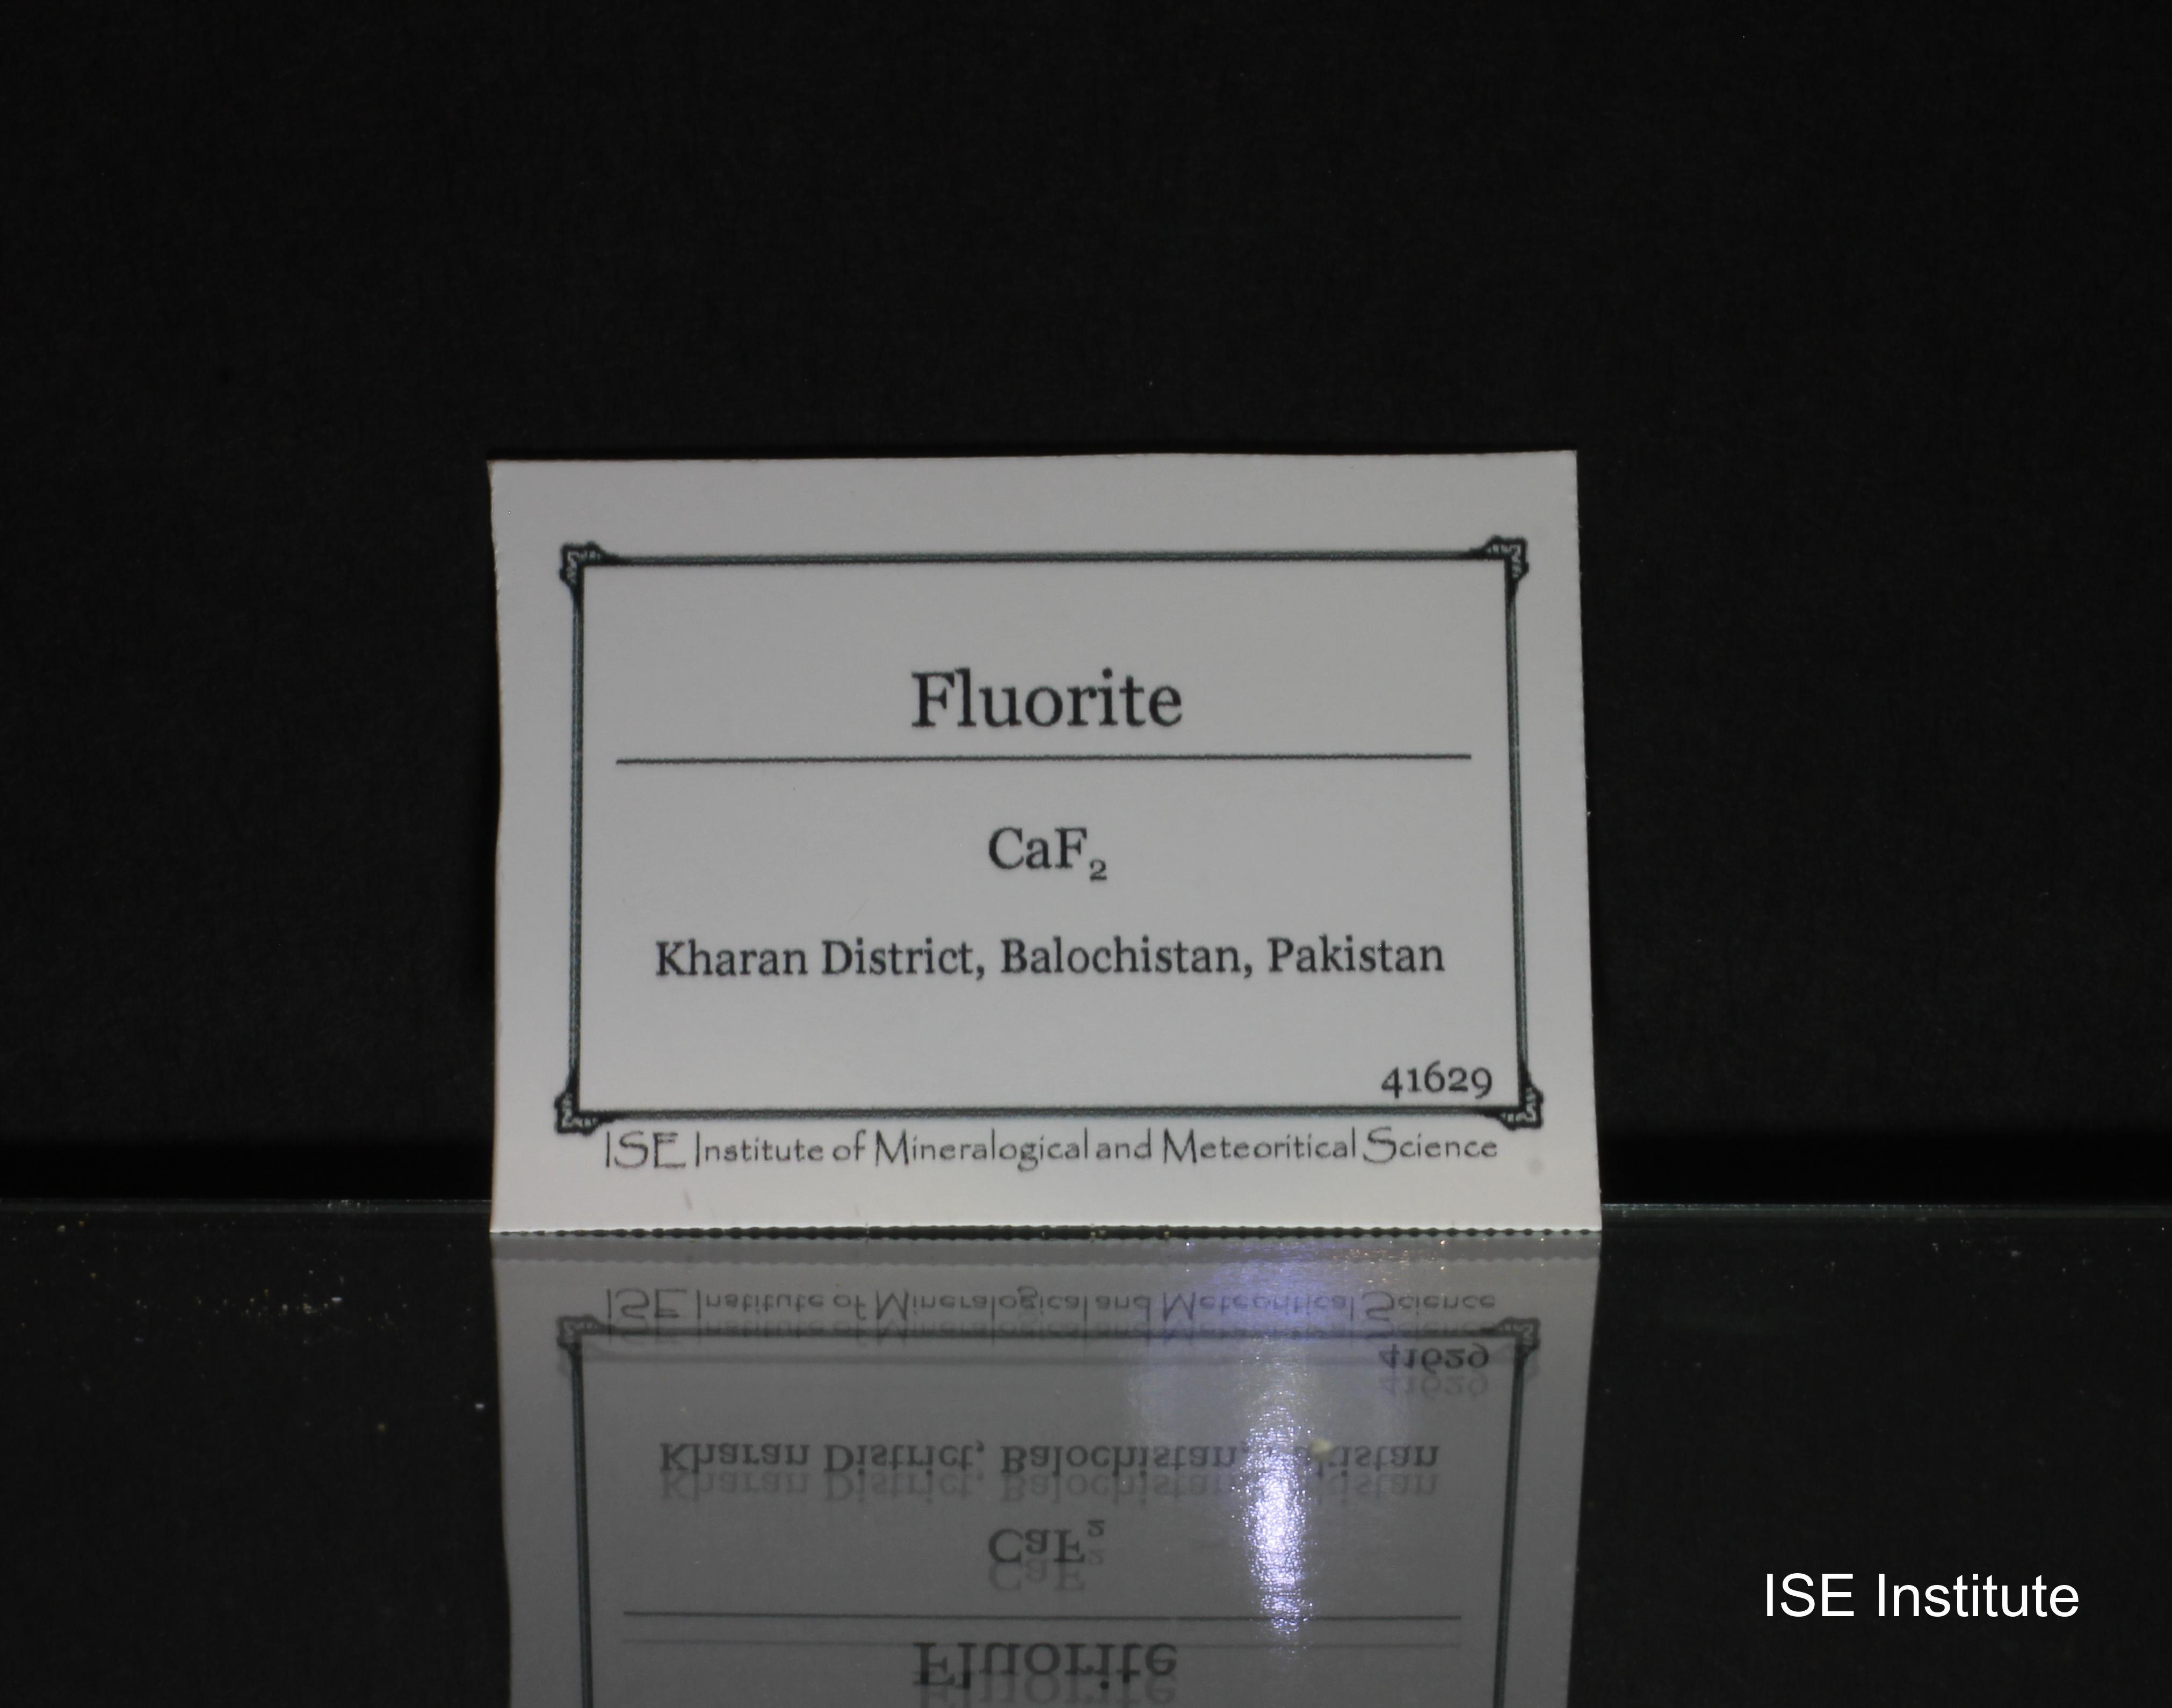 Fluorite
CaF₂
Kharan District, Balochistan, Pakistan
41629
ISE Institute of Mineralogical and Meteoritical Science
ISE Institute